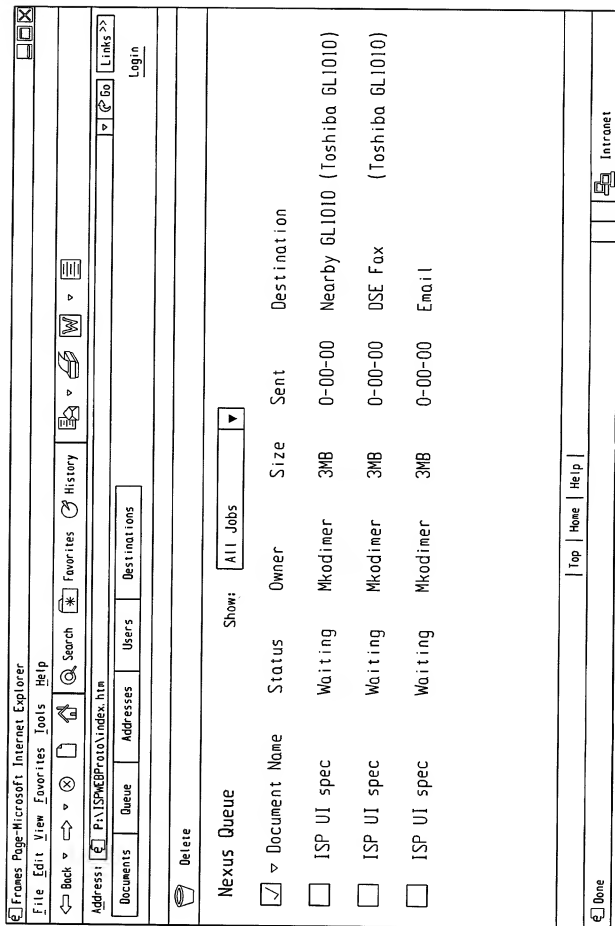 Frames Page-Microsoft Internet Explorer
File Edit View Favorites Tools Help
Back Search Favorites History
Address: P:\ISPWEBProto\index.htm Go Links >>
Documents Queue Addresses Users Destinations Login
Delete
Nexus Queue Show: All Jobs
Document Name Status Owner Size Sent Destination
ISP UI spec Waiting Mkodimer 3MB 0-00-00 Nearby GL1010 (Toshiba GL1010)
ISP UI spec Waiting Mkodimer 3MB 0-00-00 DSE Fax (Toshiba GL1010)
ISP UI spec Waiting Mkodimer 3MB 0-00-00 Email
| Top | Home | Help |
Done Intranet